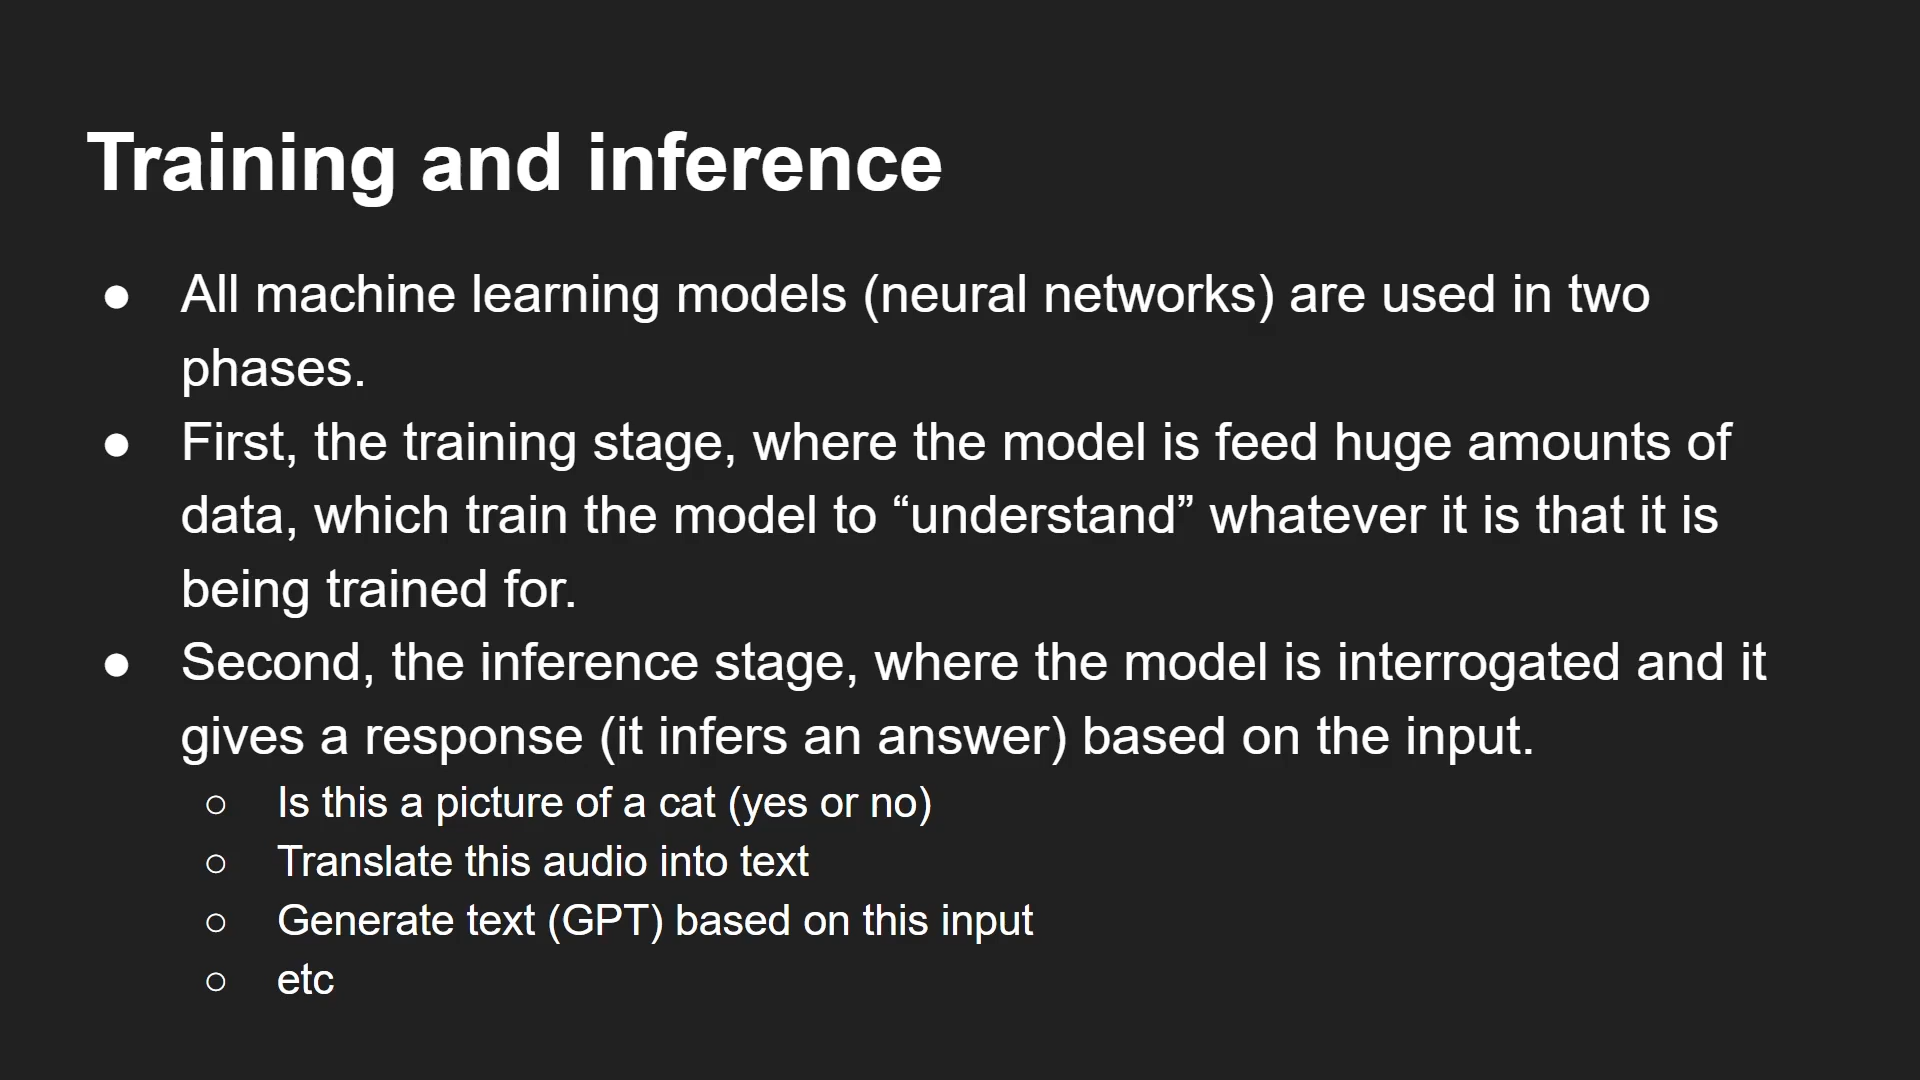 Training and inference
● All machine learning models (neural networks) are used in two
phases.
● First, the training stage, where the model is feed huge amounts of
data, which train the model to “understand” whatever it is that it is
being trained for.
● Second, the inference stage, where the model is interrogated and it
gives a response (it infers an answer) based on the input.
○ Is this a picture of a cat (yes or no)
○ Translate this audio into text
○ Generate text (GPT) based on this input
○ etc